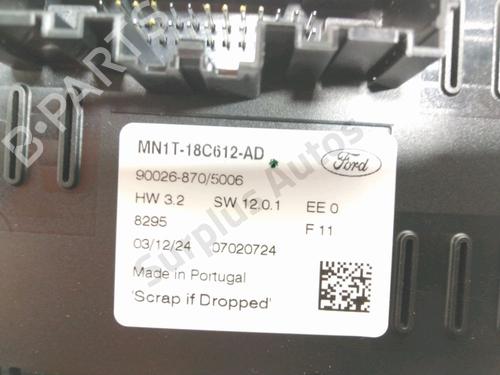 B-PARTS
MN1T-18C612-AD
Ford
90026-870/5006
HW 3.2 SW 12.0.1 EE 0
8295 F 11
03/12/24 07020724
Made in Portugal
'Scrap if Dropped'
Surplus Autos